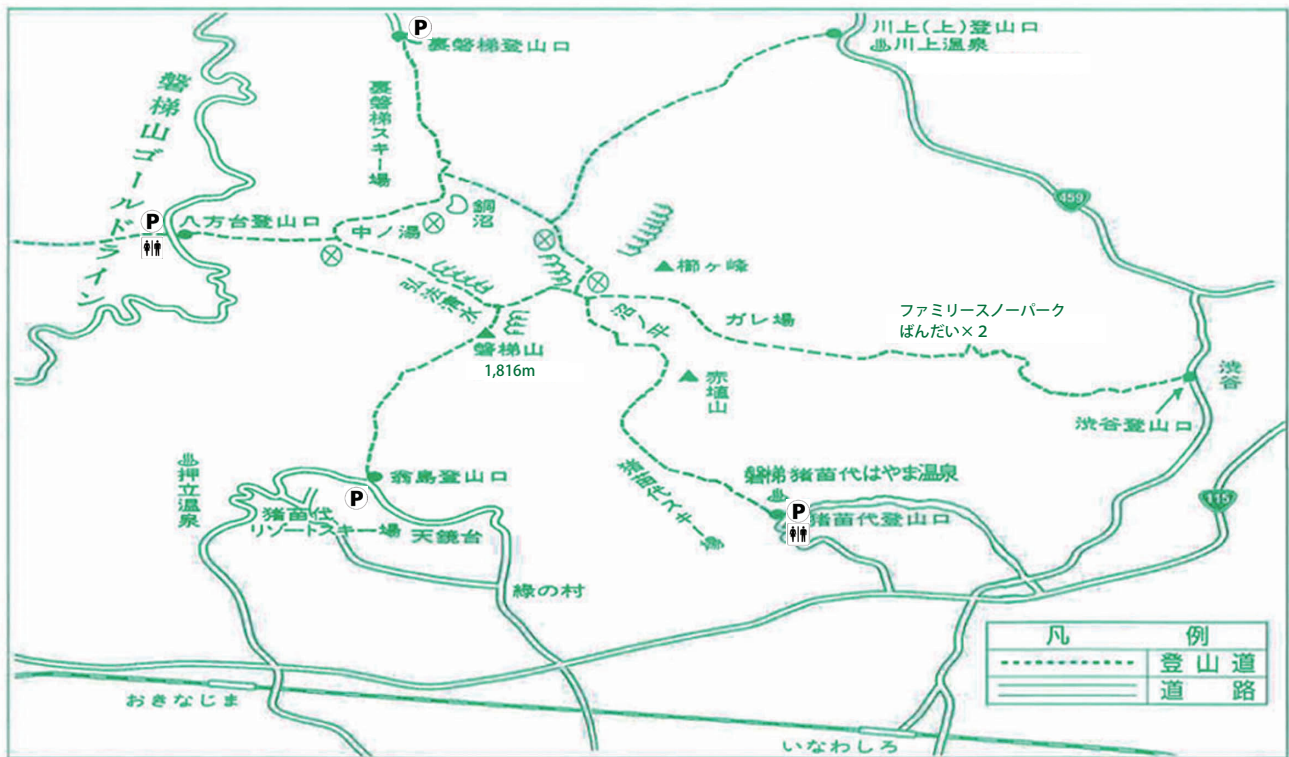 P
裏磐梯登山口
川上(上)登山口
川上温泉
磐梯山ゴールドライン
裏磐梯スキー場
459
P
八方台登山口
中ノ湯
銅沼
櫛ヶ峰
弘法清水
沼ノ平
ガレ場
ファミリースノーパーク
ばんだい×2
磐梯山
1,816m
赤埴山
渋谷
渋谷登山口
押立温泉
翁島登山口
P
猪苗代
リゾートスキー場
天鏡台
猪苗代スキー場
磐梯猪苗代はやま温泉
P
猪苗代登山口
115
緑の村
凡例
登山道
道路
おきなじま
いなわしろ